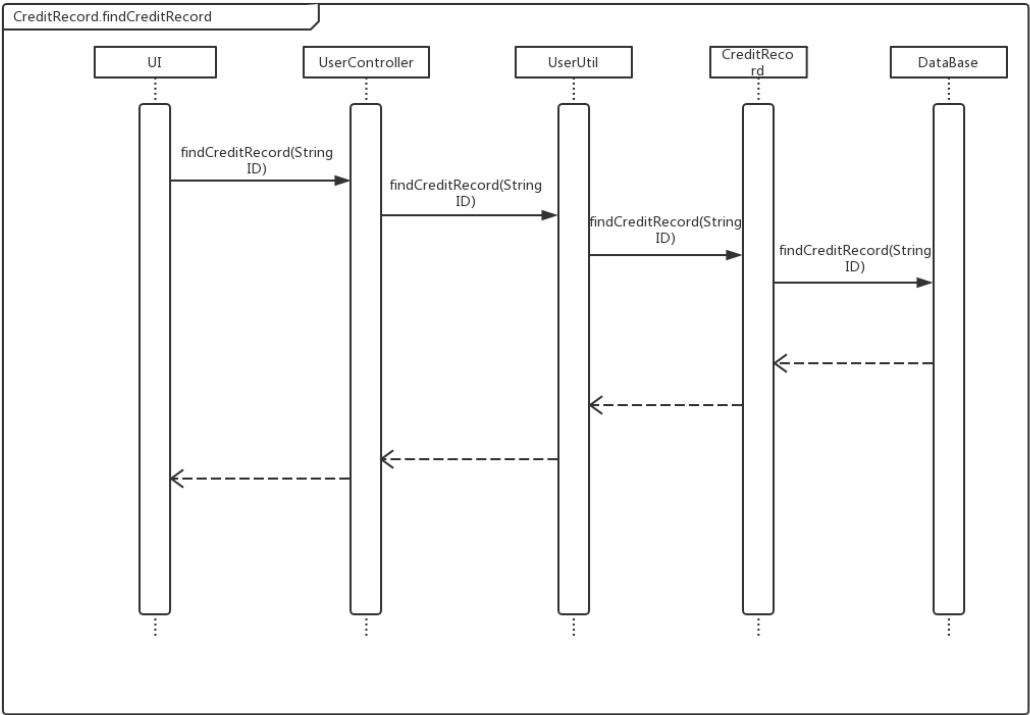 CreditRecord.findCreditRecord
UI
UserController
UserUtil
CreditReco
rd
DataBase
findCreditRecord(String
ID)
findCreditRecord(String
ID)
findCreditRecord(String
ID)
findCreditRecord(String
ID)